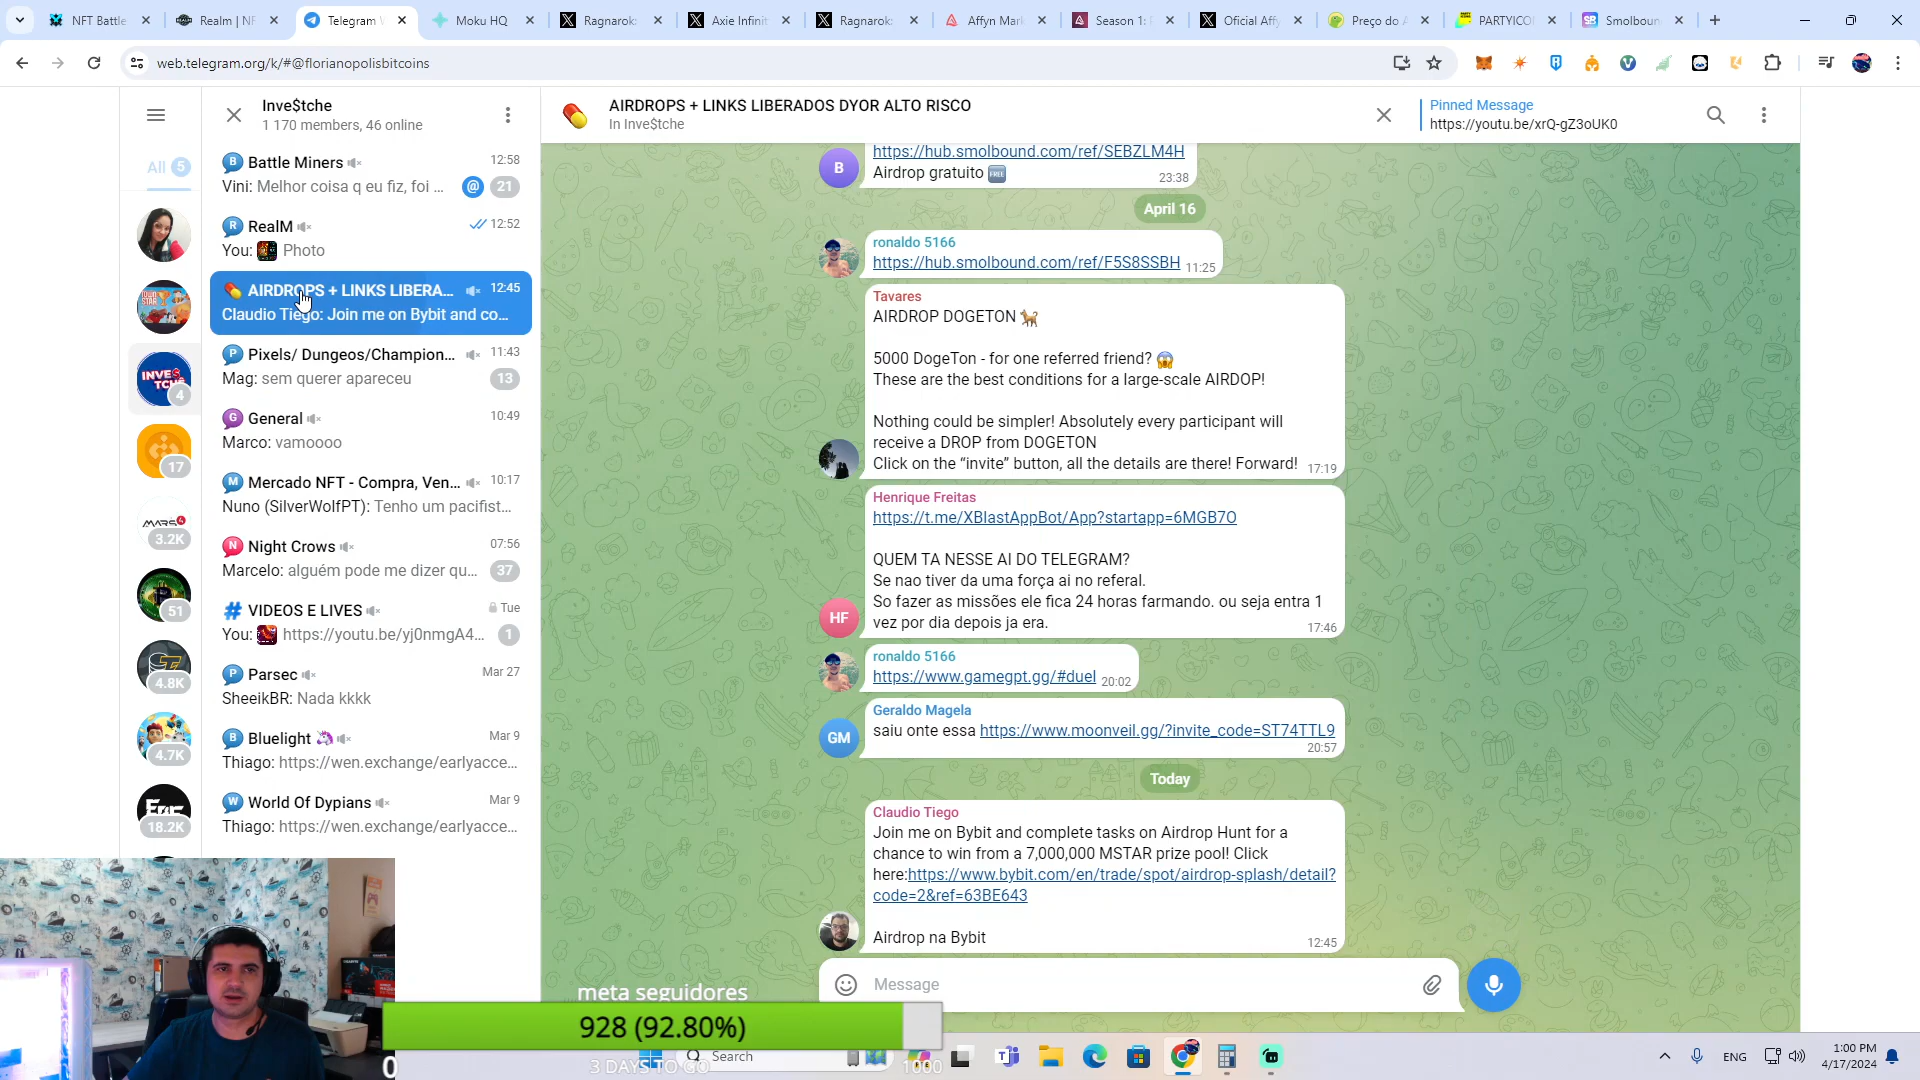 NFT Battle
Realm | NF
Telegram W
Moku HQ
Ragnarok:
Axie Infinit
Ragnarok:
Affyn Mark
Season 1:
Oficial Affy
Preço do A
PARTYICO
Smolboun
web.telegram.org/k/#@florianopolisbitcoins
All 5
Inve$tche
1 170 members, 46 online
Battle Miners 12:58
Vini: Melhor coisa q eu fiz, foi ... @ 21
RealM 12:52
You: Photo
AIRDROPS + LINKS LIBERA... 12:45
Claudio Tiego: Join me on Bybit and co...
Pixels/ Dungeos/Champion... 11:43
Mag: sem querer apareceu 13
General 10:49
Marco: vamoooo
Mercado NFT - Compra, Ven... 10:17
Nuno (SilverWolfPT): Tenho um pacifist...
Night Crows 07:56
Marcelo: alguém pode me dizer qu... 37
# VIDEOS E LIVES Tue
You: https://youtu.be/yj0nmgA4... 1
Parsec Mar 27
SheeikBR: Nada kkkk
Bluelight Mar 9
Thiago: https://wen.exchange/earlyacce...
World Of Dypians Mar 9
Thiago: https://wen.exchange/earlyacce...
INVE$
TCHE
4
17
MARS4
3.2K
51
4.8K
4.7K
18.2K
AIRDROPS + LINKS LIBERADOS DYOR ALTO RISCO
In Inve$tche
Pinned Message
https://youtu.be/xrQ-gZ3oUK0
B
https://hub.smolbound.com/ref/SEBZLM4H
Airdrop gratuito FREE
23:38
April 16
ronaldo 5166
https://hub.smolbound.com/ref/F5S8SSBH 11:25
Tavares
AIRDROP DOGETON
5000 DogeTon - for one referred friend?
These are the best conditions for a large-scale AIRDOP!
Nothing could be simpler! Absolutely every participant will
receive a DROP from DOGETON
Click on the “invite” button, all the details are there! Forward! 17:19
Henrique Freitas
https://t.me/XBlastAppBot/App?startapp=6MGB7O
QUEM TA NESSE AI DO TELEGRAM?
Se nao tiver da uma força ai no referal.
So fazer as missões ele fica 24 horas farmando. ou seja entra 1
vez por dia depois ja era. 17:46
HF
ronaldo 5166
https://www.gamegpt.gg/#duel 20:02
Geraldo Magela
saiu onte essa https://www.moonveil.gg/?invite_code=ST74TTL9
20:57
GM
Today
Claudio Tiego
Join me on Bybit and complete tasks on Airdrop Hunt for a
chance to win from a 7,000,000 MSTAR prize pool! Click
here:https://www.bybit.com/en/trade/spot/airdrop-splash/detail?
code=2&ref=63BE643
Airdrop na Bybit 12:45
Message
meta seguidores
928 (92.80%)
0
3 DAYS TO GO
1000
Search
ENG
1:00 PM
4/17/2024